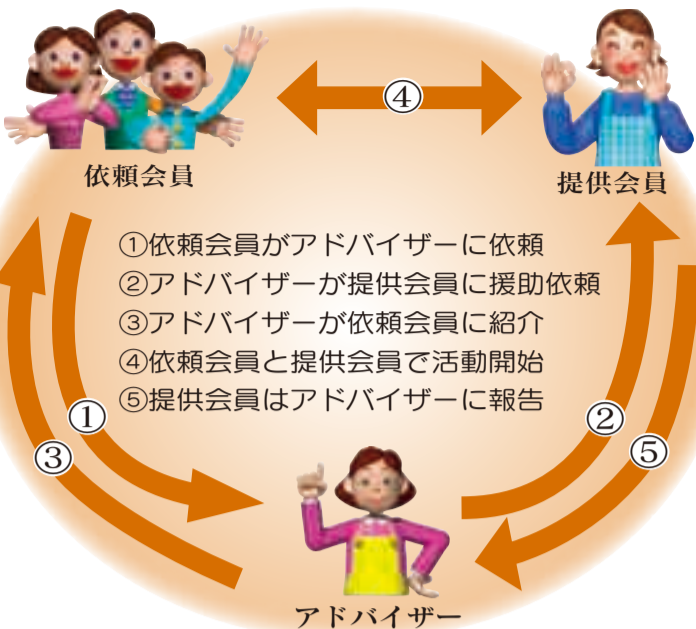 ④
依頼会員
提供会員
①依頼会員がアドバイザーに依頼
②アドバイザーが提供会員に援助依頼
③アドバイザーが依頼会員に紹介
④依頼会員と提供会員で活動開始
⑤提供会員はアドバイザーに報告
①
②
③
⑤
アドバイザー